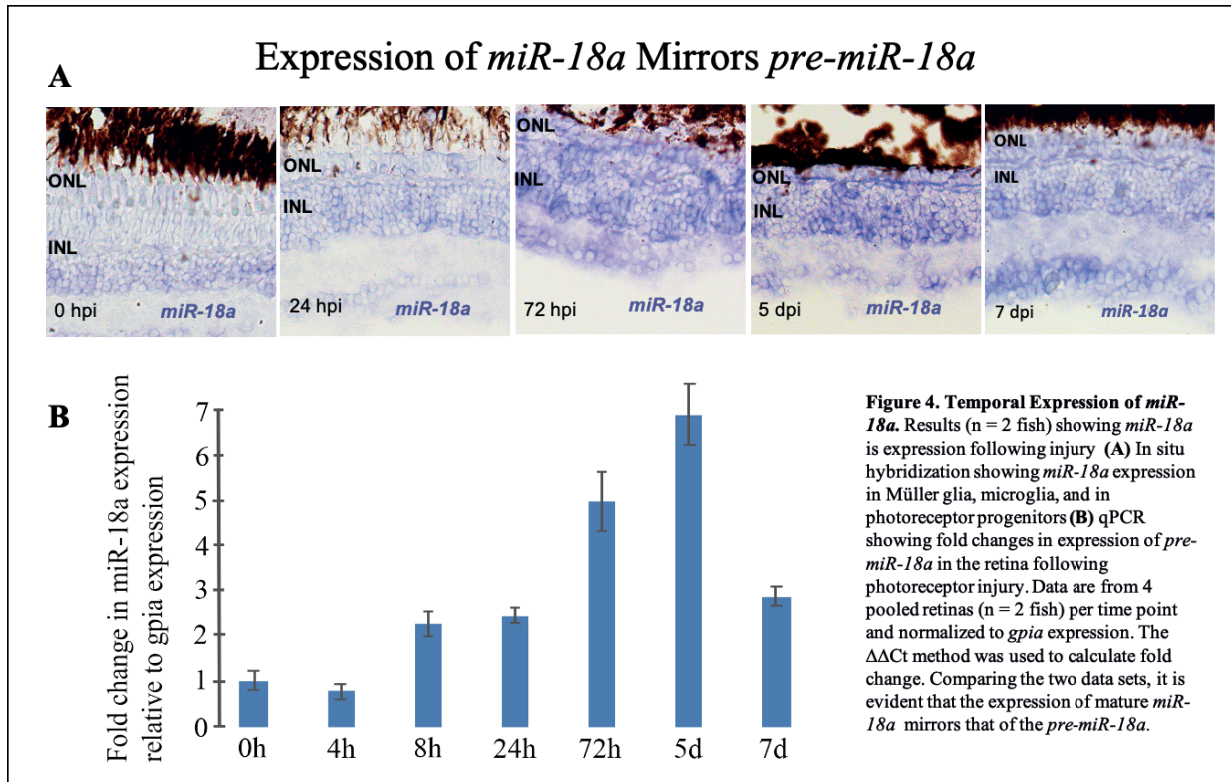 Expression of miR-18a Mirrors pre-miR-18a
A
ONL
INL
INL
0 hpi
miR-18a
ONL
INL
24 hpi
miR-18a
ONL
INL
72 hpi
miR-18a
ONL
INL
5 dpi
miR-18a
ONL
INL
7 dpi
miR-18a
B
Fold change in miR-18a expression
relative to gpia expression
7
6
5
4
3
2
1
0
0h
4h
8h
24h
72h
5d
7d
Figure 4. Temporal Expression of miR-
18a. Results (n = 2 fish) showing miR-18a
is expression following injury (A) In situ
hybridization showing miR-18a expression
in Müller glia, microglia, and in
photoreceptor progenitors (B) qPCR
showing fold changes in expression of pre-
miR-18a in the retina following
photoreceptor injury. Data are from 4
pooled retinas (n = 2 fish) per time point
and normalized to gpia expression. The
ΔΔCt method was used to calculate fold
change. Comparing the two data sets, it is
evident that the expression of mature miR-
18a mirrors that of the pre-miR-18a.